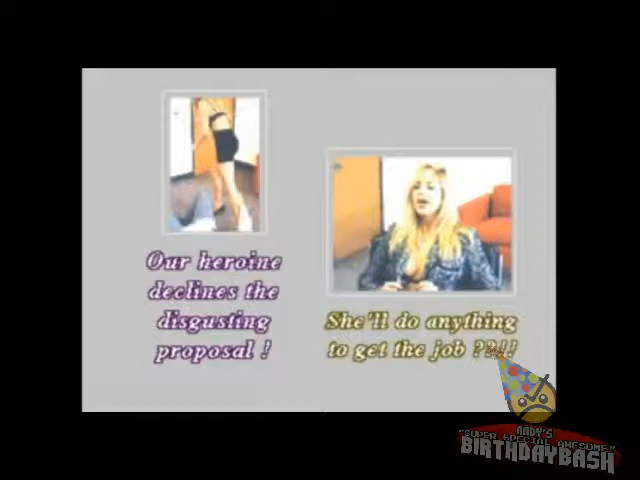 Our heroine
declines the
disgusting
proposal !
She'll do anything
to get the job ??!!
ANDY'S
"SUPER SPECIAL AWESOME"
BIRTHDAYBASH